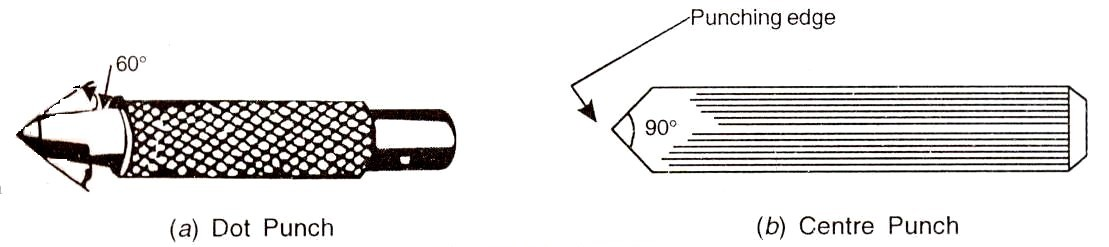 Punching edge
60°
90°
(a) Dot Punch
(b) Centre Punch